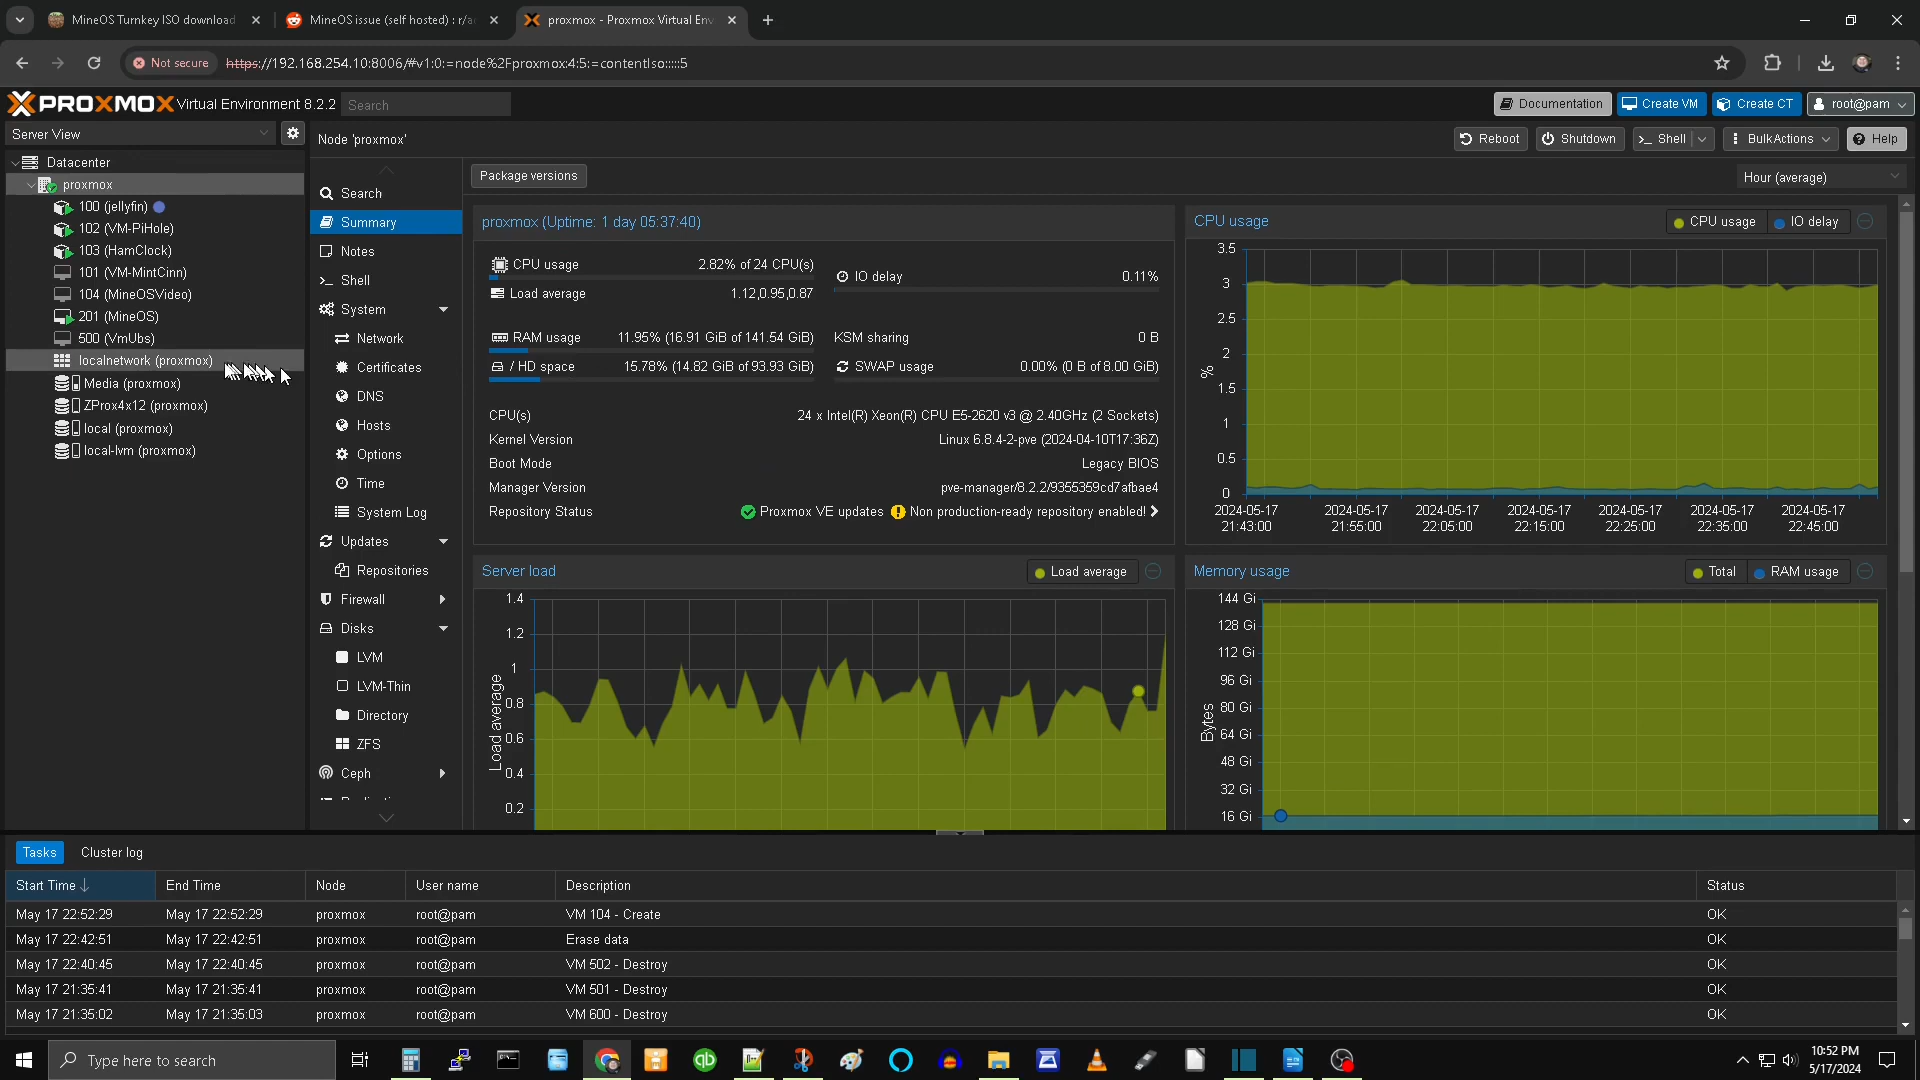 MineOS Turnkey ISO download
MineOS issue (self hosted) : r/a
proxmox - Proxmox Virtual Env
Not secure
https://192.168.254.10:8006/#v1:0:=node%2Fproxmox:4:5:=contentIso:::::5
PROXMOX Virtual Environment 8.2.2
Search
Documentation
Create VM
Create CT
root@pam
Server View
Node 'proxmox'
Reboot
Shutdown
>_ Shell
Bulk Actions
Help
Datacenter
proxmox
100 (jellyfin)
102 (VM-PiHole)
103 (HamClock)
101 (VM-MintCinn)
104 (MineOSVideo)
201 (MineOS)
500 (VmUbs)
localnetwork (proxmox)
Media (proxmox)
ZProx4x12 (proxmox)
local (proxmox)
local-lvm (proxmox)
Search
Summary
Notes
>_ Shell
System
Network
Certificates
DNS
Hosts
Options
Time
System Log
Updates
Repositories
Firewall
Disks
LVM
LVM-Thin
Directory
ZFS
Ceph
Package versions
Hour (average)
proxmox (Uptime: 1 day 05:37:40)
CPU usage 2.82% of 24 CPU(s)
IO delay 0.11%
Load average 1.12,0.95,0.87
RAM usage 11.95% (16.91 GiB of 141.54 GiB)
KSM sharing 0 B
/ HD space 15.78% (14.82 GiB of 93.93 GiB)
SWAP usage 0.00% (0 B of 8.00 GiB)
CPU(s) 24 x Intel(R) Xeon(R) CPU E5-2620 v3 @ 2.40GHz (2 Sockets)
Kernel Version Linux 6.8.4-2-pve (2024-04-10T17:36Z)
Boot Mode Legacy BIOS
Manager Version pve-manager/8.2.2/9355359cd7afbae4
Repository Status Proxmox VE updates Non production-ready repository enabled!
CPU usage
CPU usage IO delay
3.5
3
2.5
2
%
1.5
1
0.5
0
2024-05-17 2024-05-17 2024-05-17 2024-05-17 2024-05-17 2024-05-17 2024-05-17
21:43:00 21:55:00 22:05:00 22:15:00 22:25:00 22:35:00 22:45:00
Server load
Load average
1.4
1.2
1
0.8
0.6
0.4
0.2
Load average
Memory usage
Total RAM usage
144 Gi
128 Gi
112 Gi
96 Gi
80 Gi
64 Gi
48 Gi
32 Gi
16 Gi
Bytes
Tasks Cluster log
Start Time End Time Node User name Description Status
May 17 22:52:29 May 17 22:52:29 proxmox root@pam VM 104 - Create OK
May 17 22:42:51 May 17 22:42:51 proxmox root@pam Erase data OK
May 17 22:40:45 May 17 22:40:45 proxmox root@pam VM 502 - Destroy OK
May 17 21:35:41 May 17 21:35:41 proxmox root@pam VM 501 - Destroy OK
May 17 21:35:02 May 17 21:35:03 proxmox root@pam VM 600 - Destroy OK
Type here to search
qb
10:52 PM
5/17/2024